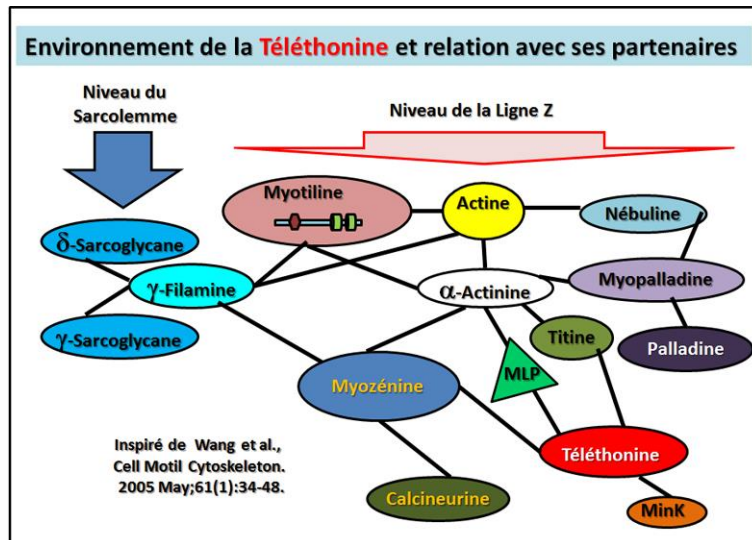 Environnement de la Téléthonine et relation avec ses partenaires
Niveau du
Sarcolemme
Niveau de la Ligne Z
Myotiline
Actine
Nébuline
δ-Sarcoglycane
γ-Filamine
α-Actinine
Myopalladine
γ-Sarcoglycane
Titine
Palladine
MLP
Myozénine
Inspiré de Wang et al.,
Cell Motil Cytoskeleton.
2005 May;61(1):34-48.
Téléthonine
Calcineurine
MinK